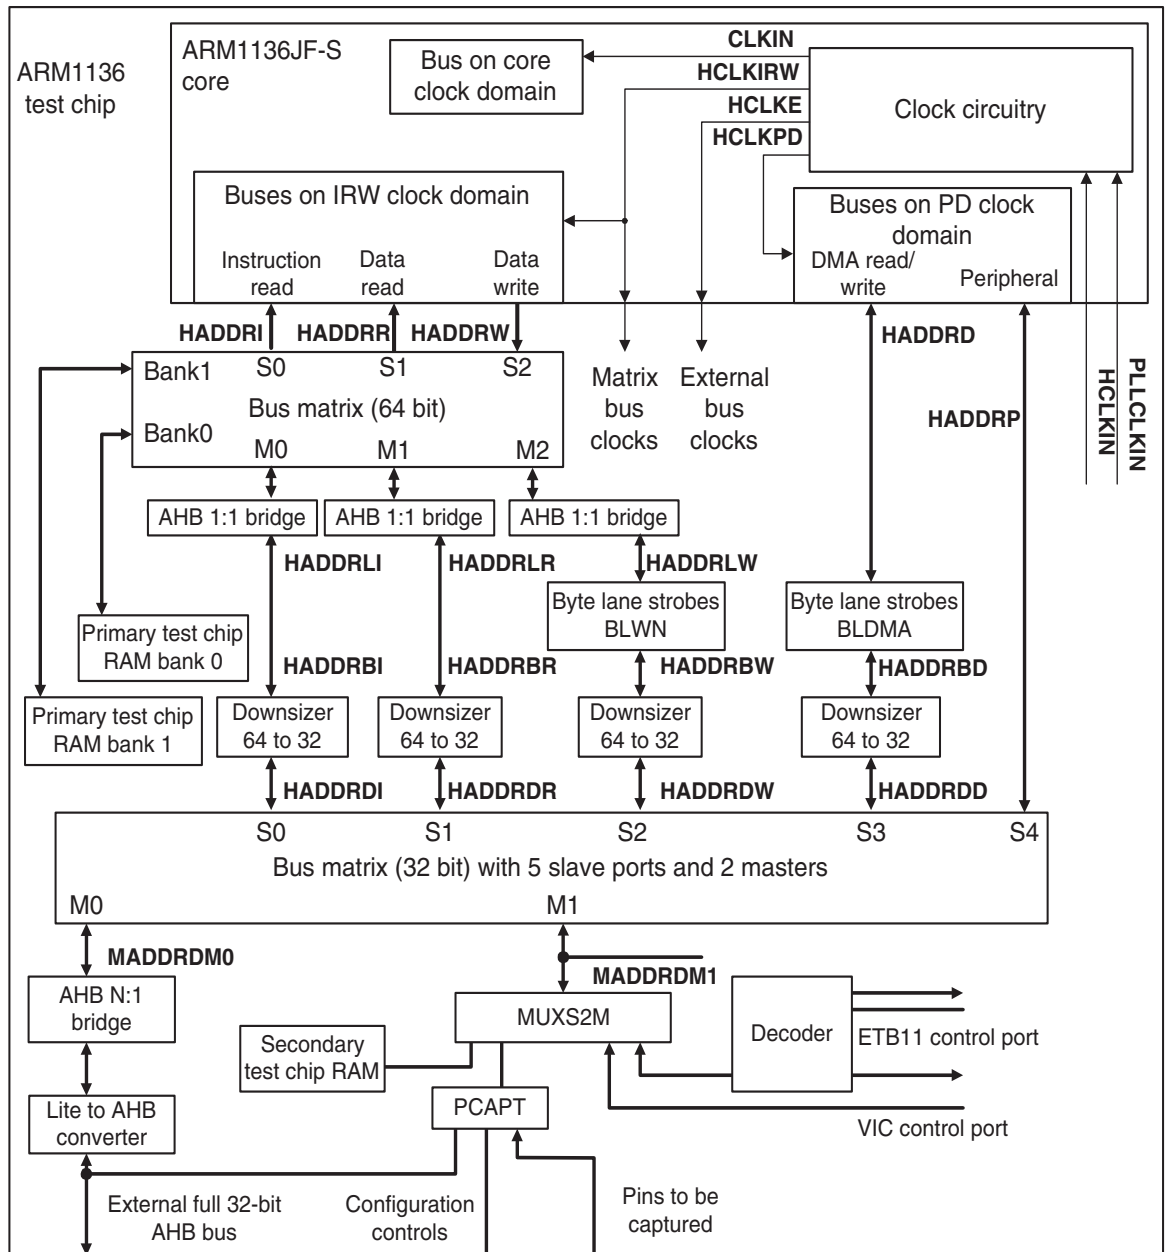 ARM1136
test chip
ARM1136JF-S
core
Bus on core
clock domain
CLKIN
HCLKIRW
HCLKE
HCLKPD
Clock circuitry
Buses on IRW clock domain
Instruction
read
Data
read
Data
write
Buses on PD clock
domain
DMA read/
write
Peripheral
HADDRI
HADDRR
HADDRW
HADDRD
HADDRP
HCLKIN
PLLCLKIN
Bank1
S0
S1
S2
Bus matrix (64 bit)
Bank0
M0
M1
M2
Matrix
bus
clocks
External
bus
clocks
AHB 1:1 bridge
AHB 1:1 bridge
AHB 1:1 bridge
HADDRLI
HADDRLR
HADDRLW
Byte lane strobes
BLWN
Byte lane strobes
BLDMA
Primary test chip
RAM bank 0
HADDRBI
HADDRBR
HADDRBW
HADDRBD
Primary test chip
RAM bank 1
Downsizer
64 to 32
Downsizer
64 to 32
Downsizer
64 to 32
Downsizer
64 to 32
HADDRDI
HADDRDR
HADDRDW
HADDRDD
S0
S1
S2
S3
S4
Bus matrix (32 bit) with 5 slave ports and 2 masters
M0
M1
MADDRDM0
MADDRDM1
AHB N:1
bridge
MUXS2M
Decoder
ETB11 control port
Secondary
test chip RAM
PCAPT
Lite to AHB
converter
VIC control port
External full 32-bit
AHB bus
Configuration
controls
Pins to be
captured